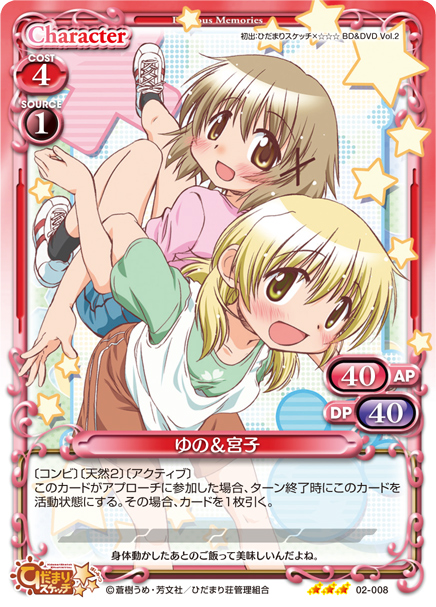 Precious Memories
Character
初出:ひだまりスケッチ×☆☆☆ BD&DVD Vol.2
COST
4
SOURCE
1
40 AP
DP 40
ゆの&宮子
〔コンビ〕〔天然2〕〔アクティブ〕
このカードがアプローチに参加した場合、ターン終了時にこのカードを
活動状態にする。その場合、カードを1枚引く。
身体動かしたあとのご飯って美味しいんだよね。
ひだまり
スケッチ
©蒼樹うめ・芳文社/ひだまり荘管理組合
02-008